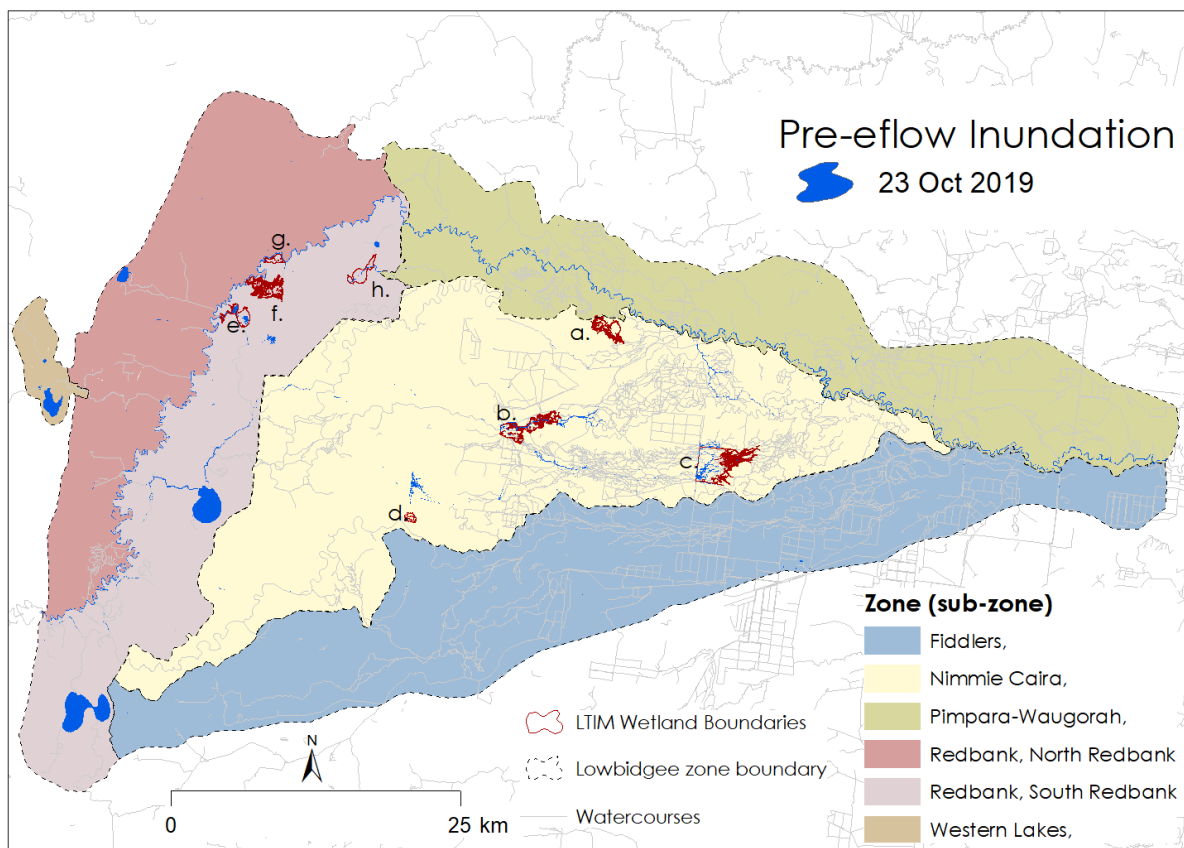 Pre-eflow Inundation
23 Oct 2019
g.
h.
f.
e.
a.
b.
c.
d.
Zone (sub-zone)
Fiddlers,
Nimmie Caira,
Pimpara-Waugorah,
Redbank, North Redbank
Redbank, South Redbank
Western Lakes,
LTIM Wetland Boundaries
Lowbidgee zone boundary
Watercourses
N
0 25 km